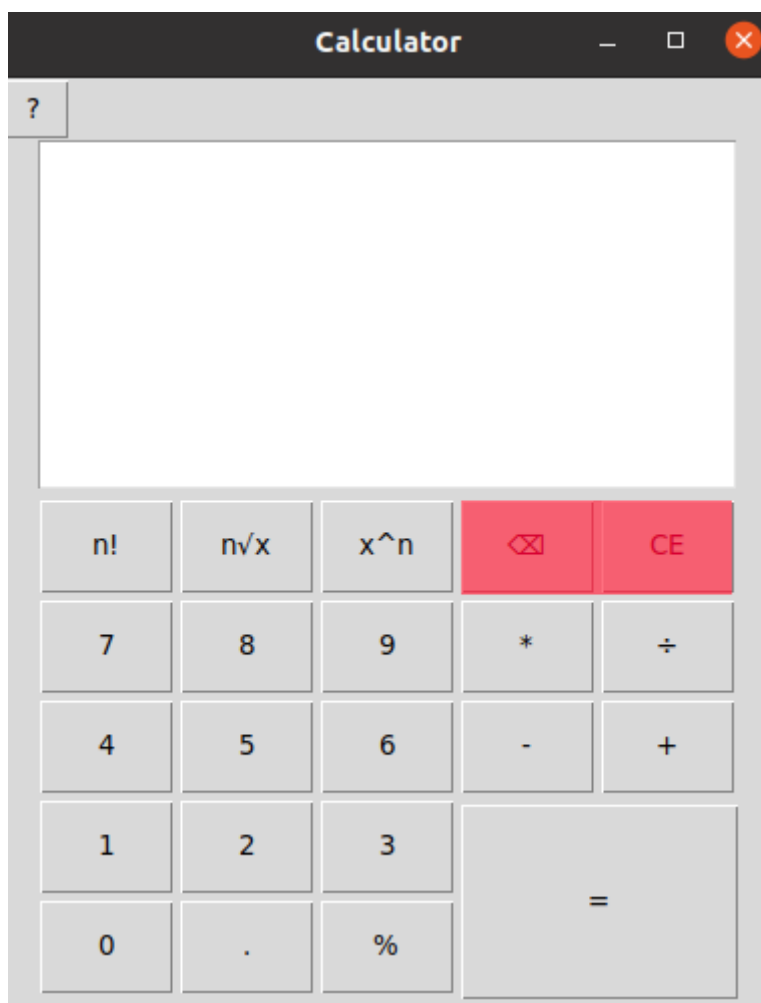 Calculator
?
n! n√x x^n ⌫ CE
7 8 9 * ÷
4 5 6 - +
1 2 3
=
0 . %